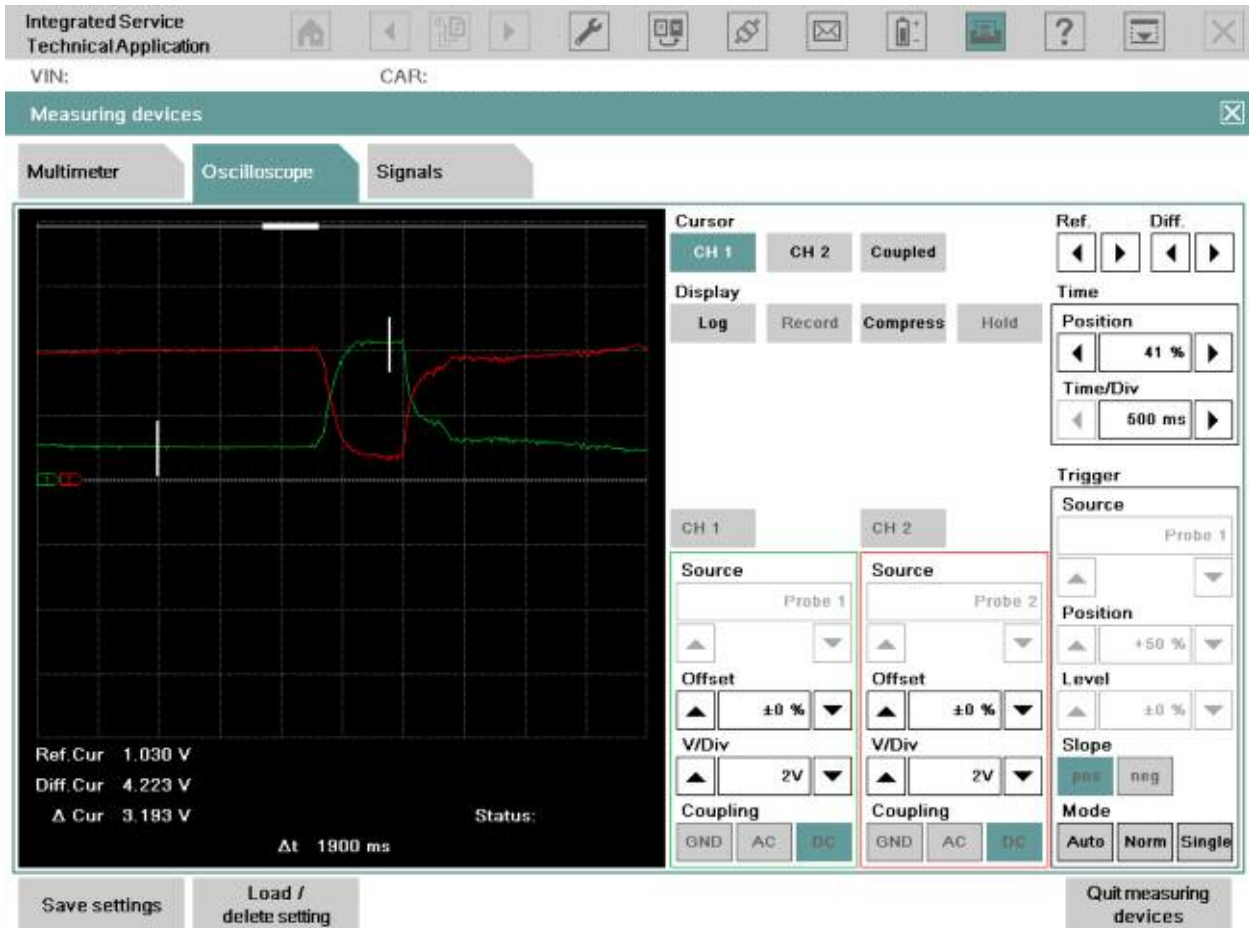 Integrated Service
Technical Application
?
VIN:
CAR:
Measuring devices
Multimeter
Oscilloscope
Signals
Cursor
CH 1
CH 2
Coupled
Ref.
Diff.
Display
Log
Record
Compress
Hold
Time
Position
41 %
Time/Div
500 ms
Trigger
Source
Probe 1
Position
+50 %
Level
±0 %
Slope
pos
neg
Mode
Auto
Norm
Single
CH 1
Source
Probe 1
Offset
±0 %
V/Div
2V
Coupling
GND
AC
DC
CH 2
Source
Probe 2
Offset
±0 %
V/Div
2V
Coupling
GND
AC
DC
Ref.Cur 1.030 V
Diff.Cur 4.223 V
Δ Cur 3.193 V
Status:
Δt 1900 ms
Save settings
Load /
delete setting
Quit measuring
devices